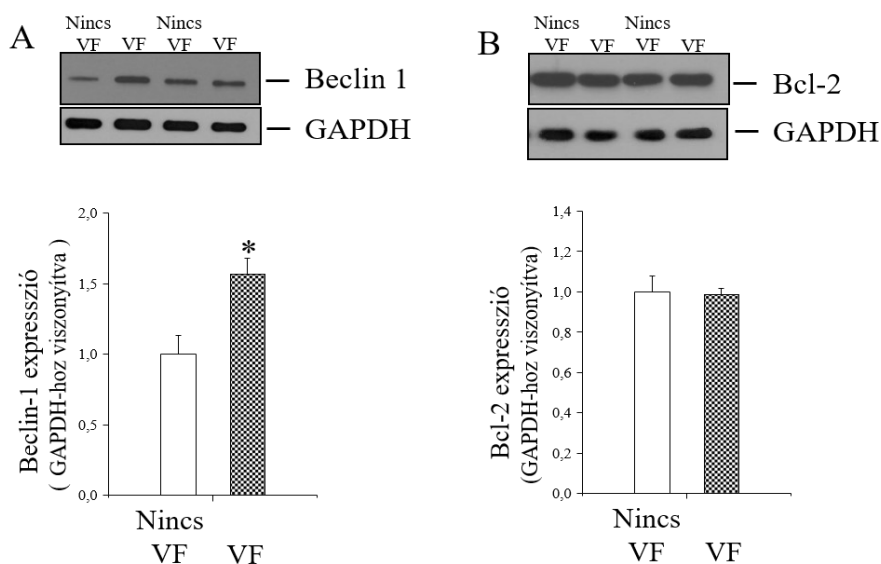 A
Nincs
VF
VF
Nincs
VF
VF
Beclin 1
GAPDH
2,0
1,5
1,0
0,5
0,0
Beclin-1 expresszió
( GAPDH-hoz viszonyítva )
*
Nincs
VF
VF
B
Nincs
VF
VF
Nincs
VF
VF
Bcl-2
GAPDH
1,4
1,2
1,0
0,8
0,6
0,4
0,2
0,0
Bcl-2 expresszió
(GAPDH-hoz viszonyítva)
Nincs
VF
VF